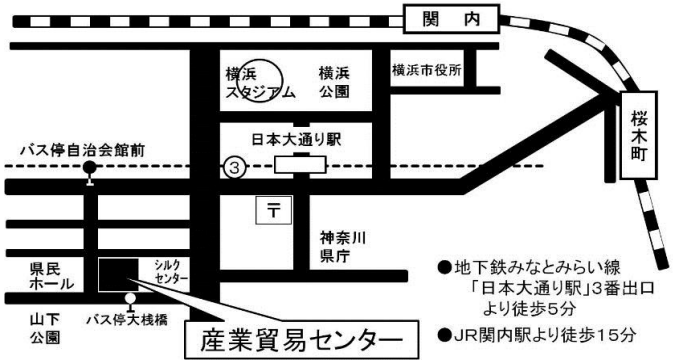 関内
横浜
スタジアム
横浜
公園
横浜市役所
桜木町
日本大通り駅
バス停自治会館前
③
〒
神奈川
県庁
県民
ホール
シルク
センター
山下
公園
バス停大桟橋
産業貿易センター
●地下鉄みなとみらい線
「日本大通り駅」3番出口
より徒歩5分
●JR関内駅より徒歩15分